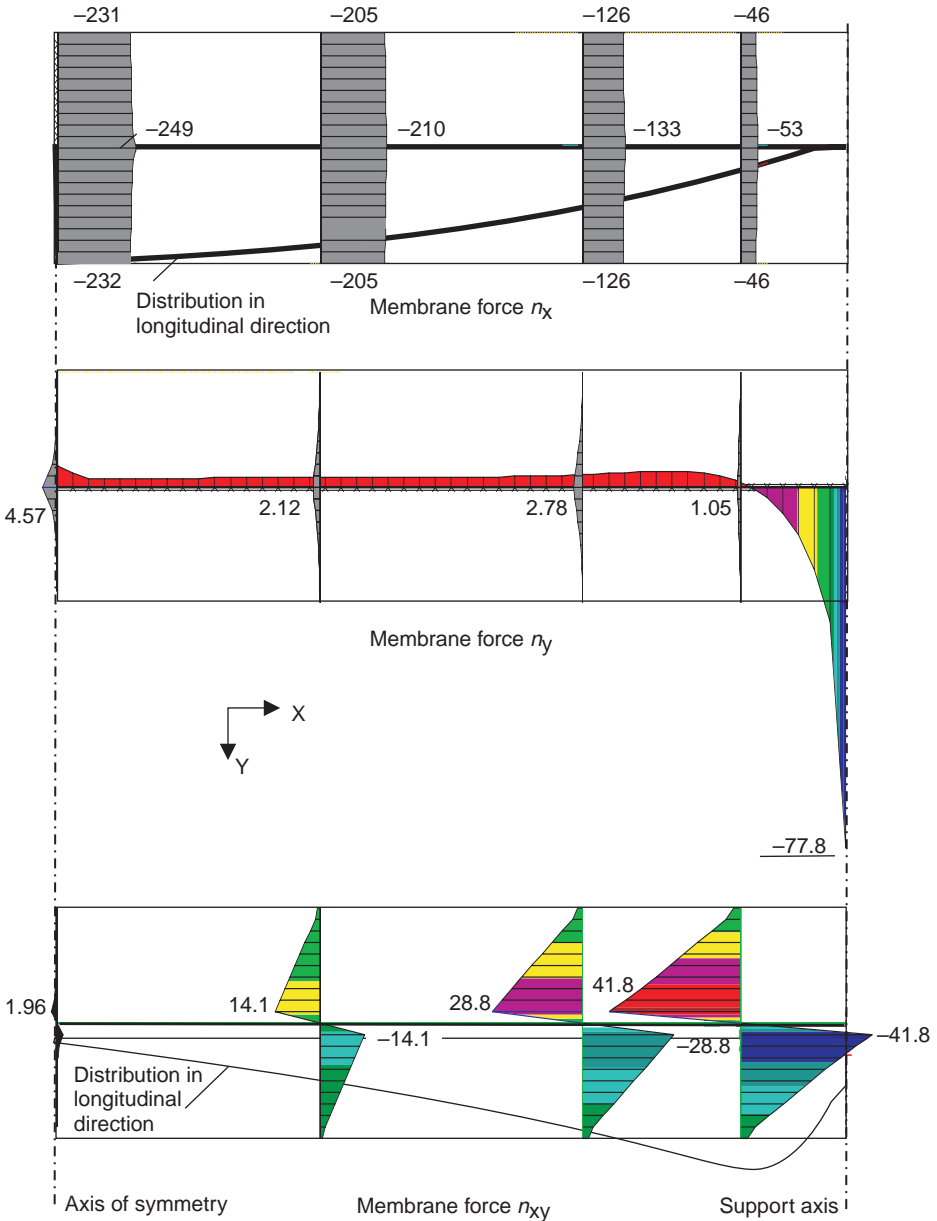 –231 –205 –126 –46
–249 –210 –133 –53
–232 –205 –126 –46
Distribution in
longitudinal direction
Membrane force nx
4.57 2.12 2.78 1.05
Membrane force ny
X
Y
–77.8
1.96 14.1 28.8 41.8
–14.1 –28.8 –41.8
Distribution in
longitudinal
direction
Axis of symmetry Membrane force nxy Support axis